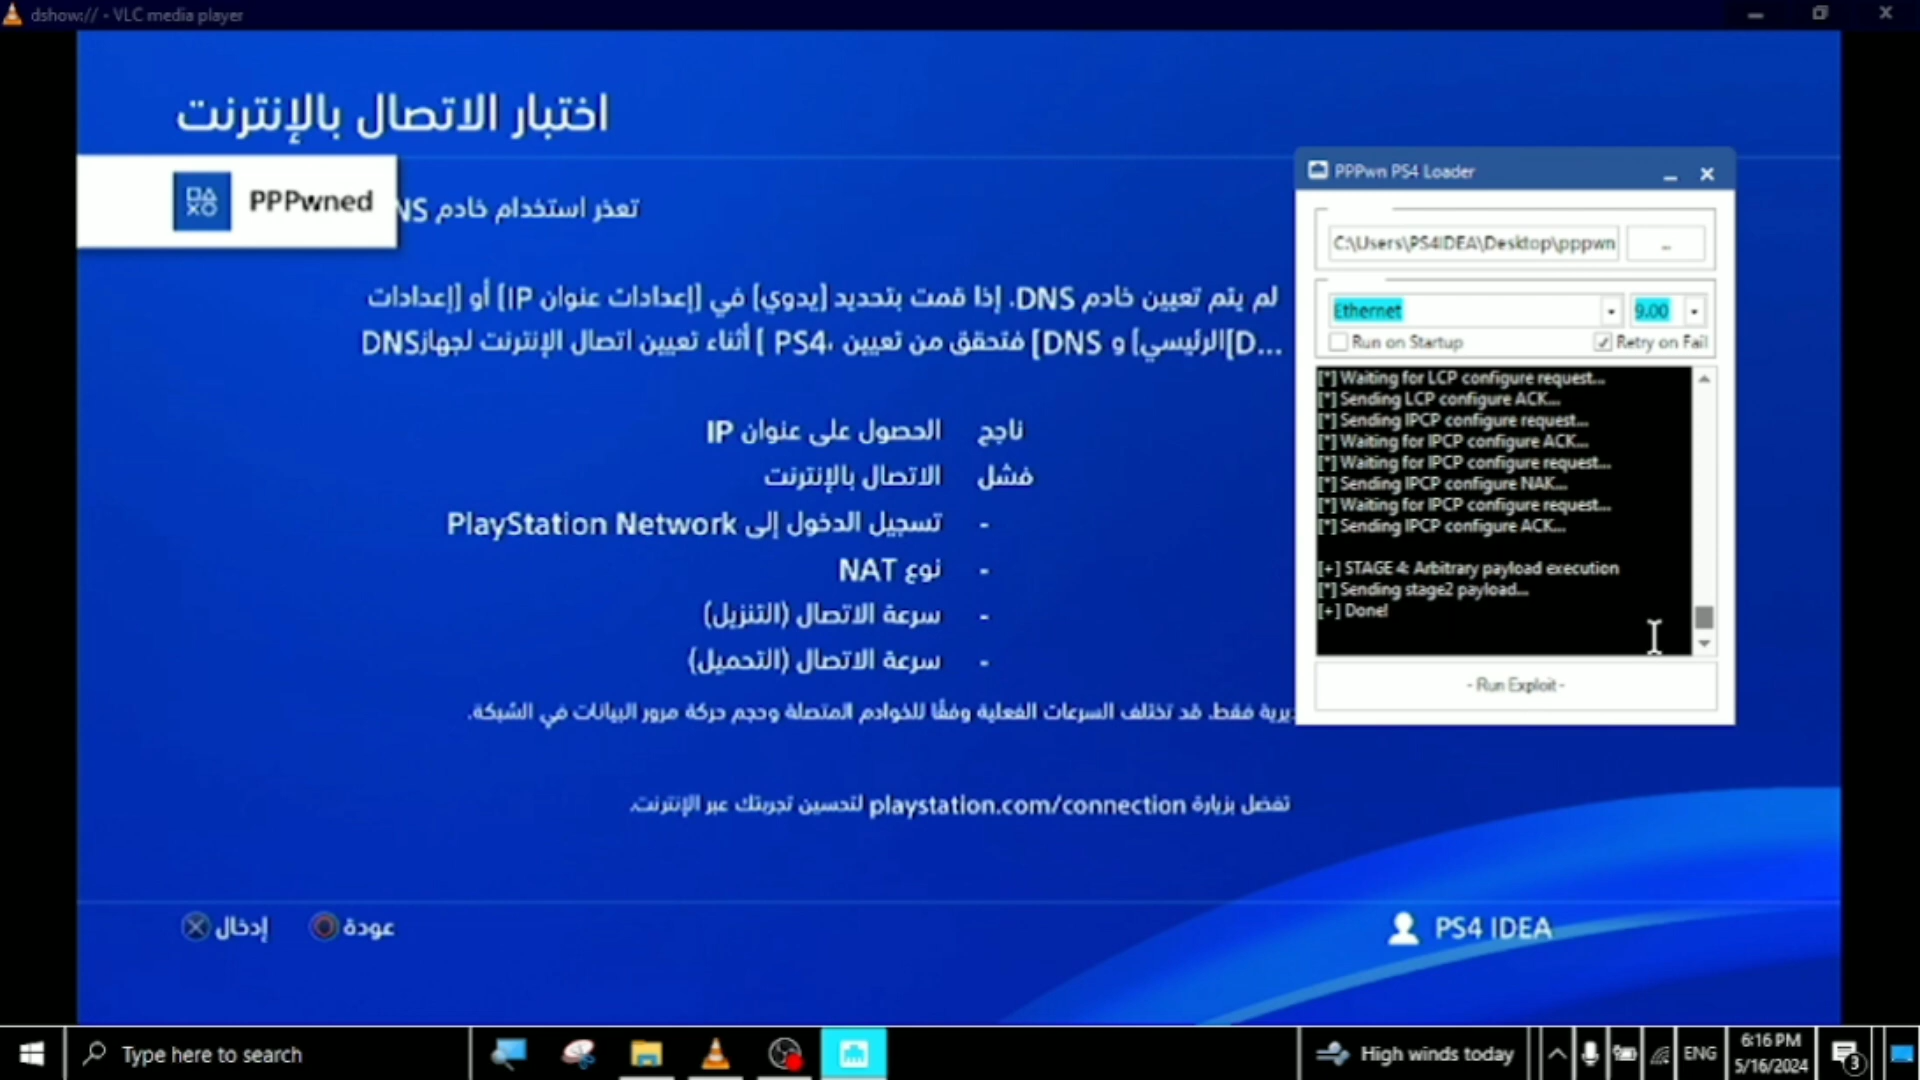 dshow:// - VLC media player
اختبار الاتصال بالإنترنت
PPPwned
تعذر استخدام خادم NS
لم يتم تعيين خادم DNS. إذا قمت بتحديد [يدوي] في [إعدادات عنوان IP] أو [إعدادات
DNSأثناء تعيين اتصال الإنترنت لجهاز [ PS4، فتحقق من تعيين [DNS و [الرئيسي][D...
الحصول على عنوان IP ناجح
الاتصال بالإنترنت فشل
تسجيل الدخول إلى PlayStation Network -
نوع NAT -
سرعة الاتصال (التنزيل) -
سرعة الاتصال (التحميل) -
فقط. قد تختلف السرعات الفعلية وفقًا للخوادم المتصلة وحجم حركة مرور البيانات في الشبكة.
تفضل بزيارة playstation.com/connection لتحسين تجربتك عبر الإنترنت.
إدخال
عودة
PS4 IDEA
PPPwn PS4 Loader
C:\Users\PS4IDEA\Desktop\pppwn
..
Ethernet
9.00
Run on Startup
Retry on Fail
[*] Waiting for LCP configure request...
[*] Sending LCP configure ACK...
[*] Sending IPCP configure request...
[*] Waiting for IPCP configure ACK...
[*] Waiting for IPCP configure request...
[*] Sending IPCP configure NAK...
[*] Waiting for IPCP configure request...
[*] Sending IPCP configure ACK...
[+] STAGE 4: Arbitrary payload execution
[*] Sending stage2 payload...
[+] Done!
- Run Exploit -
Type here to search
High winds today
ENG
6:16 PM
5/16/2024
3